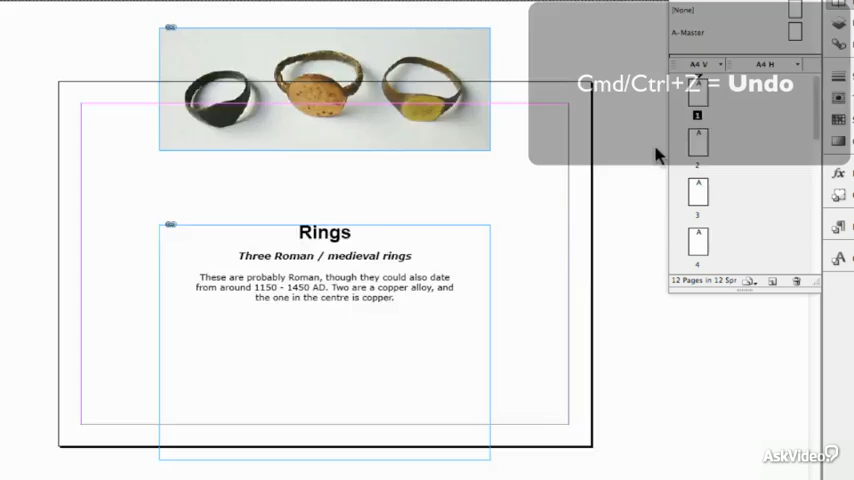 [None]
A-Master
A4 V
A4 H
Cmd/Ctrl+Z = Undo
A
1
A
2
A
3
A
4
12 Pages in 12 Spr
Rings
Three Roman / medieval rings
These are probably Roman, though they could also date
from around 1150 - 1450 AD. Two are a copper alloy, and
the one in the centre is copper.
fx
A
AskVideo